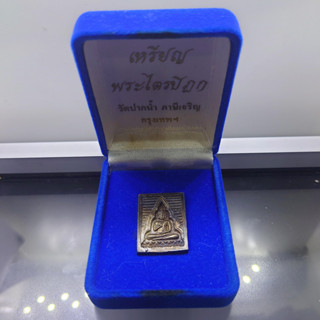 เหรียญ
พระไตรปิฎก
วัดปากน้ำ ภาษีเจริญ
กรุงเทพฯ